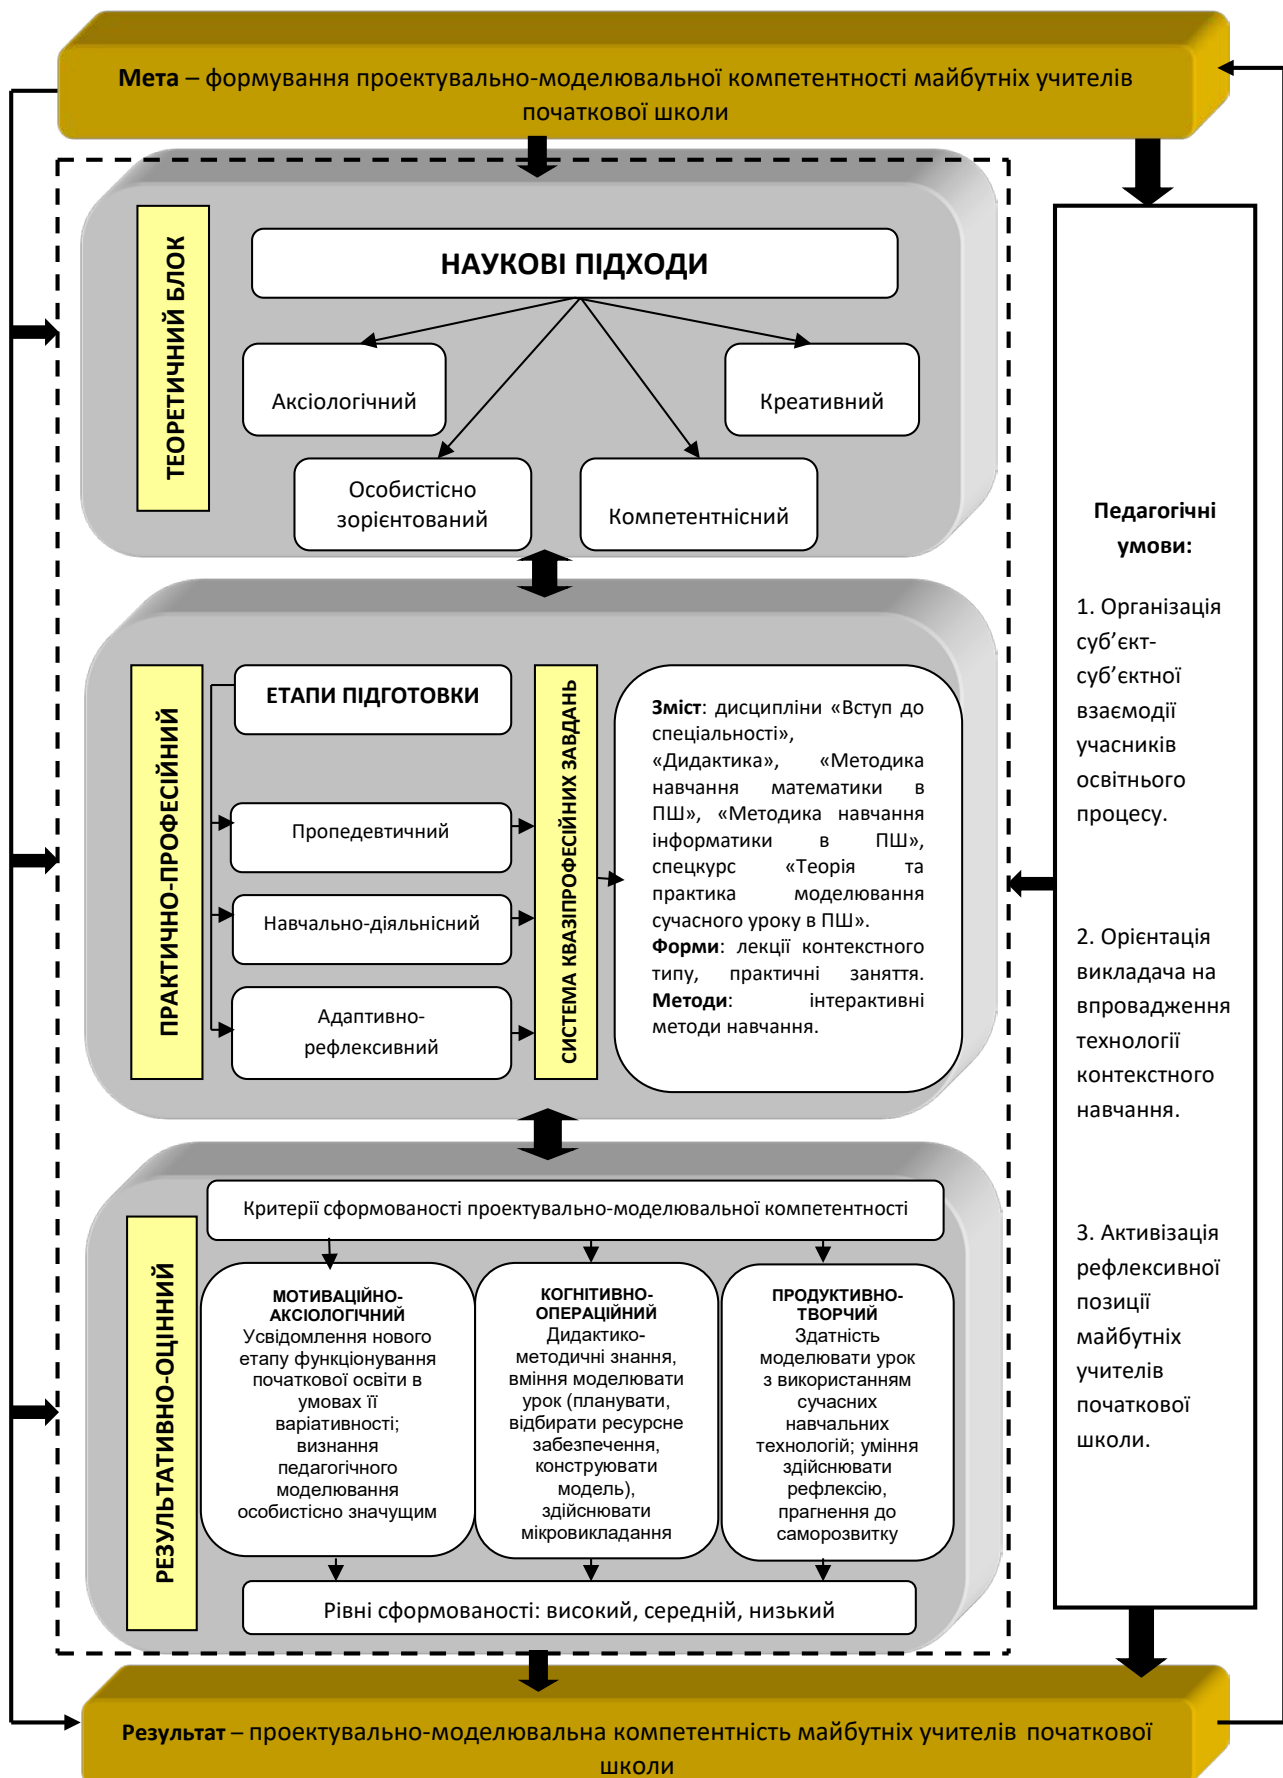 Мета – формування проектувально-моделювальної компетентності майбутніх учителів
початкової школи
ТЕОРЕТИЧНИЙ БЛОК
НАУКОВІ ПІДХОДИ
Аксіологічний
Креативний
Особистісно
зорієнтований
Компетентнісний
ПРАКТИЧНО-ПРОФЕСІЙНИЙ
ЕТАПИ ПІДГОТОВКИ
Пропедевтичний
Навчально-діяльнісний
Адаптивно-
рефлексивний
СИСТЕМА КВАЗІПРОФЕСІЙНИХ ЗАВДАНЬ
Зміст: дисципліни «Вступ до
спеціальності»,
«Дидактика», «Методика
навчання математики в
ПШ», «Методика навчання
інформатики в ПШ»,
спецкурс «Теорія та
практика моделювання
сучасного уроку в ПШ».
Форми: лекції контекстного
типу, практичні заняття.
Методи: інтерактивні
методи навчання.
РЕЗУЛЬТАТИВНО-ОЦІННИЙ
Критерії сформованості проектувально-моделювальної компетентності
МОТИВАЦІЙНО-
АКСІОЛОГІЧНИЙ
Усвідомлення нового
етапу функціонування
початкової освіти в
умовах її
варіативності;
визнання
педагогічного
моделювання
особистісно значущим
КОГНІТИВНО-
ОПЕРАЦІЙНИЙ
Дидактико-
методичні знання,
вміння моделювати
урок (планувати,
відбирати ресурсне
забезпечення,
конструювати
модель),
здійснювати
мікровикладання
ПРОДУКТИВНО-
ТВОРЧИЙ
Здатність
моделювати урок
з використанням
сучасних
навчальних
технологій; уміння
здійснювати
рефлексію,
прагнення до
саморозвитку
Рівні сформованості: високий, середній, низький
Педагогічні
умови:
1. Організація
суб’єкт-
суб’єктної
взаємодії
учасників
освітнього
процесу.
2. Орієнтація
викладача на
впровадження
технології
контекстного
навчання.
3. Активізація
рефлексивної
позиції
майбутніх
учителів
початкової
школи.
Результат – проектувально-моделювальна компетентність майбутніх учителів початкової
школи